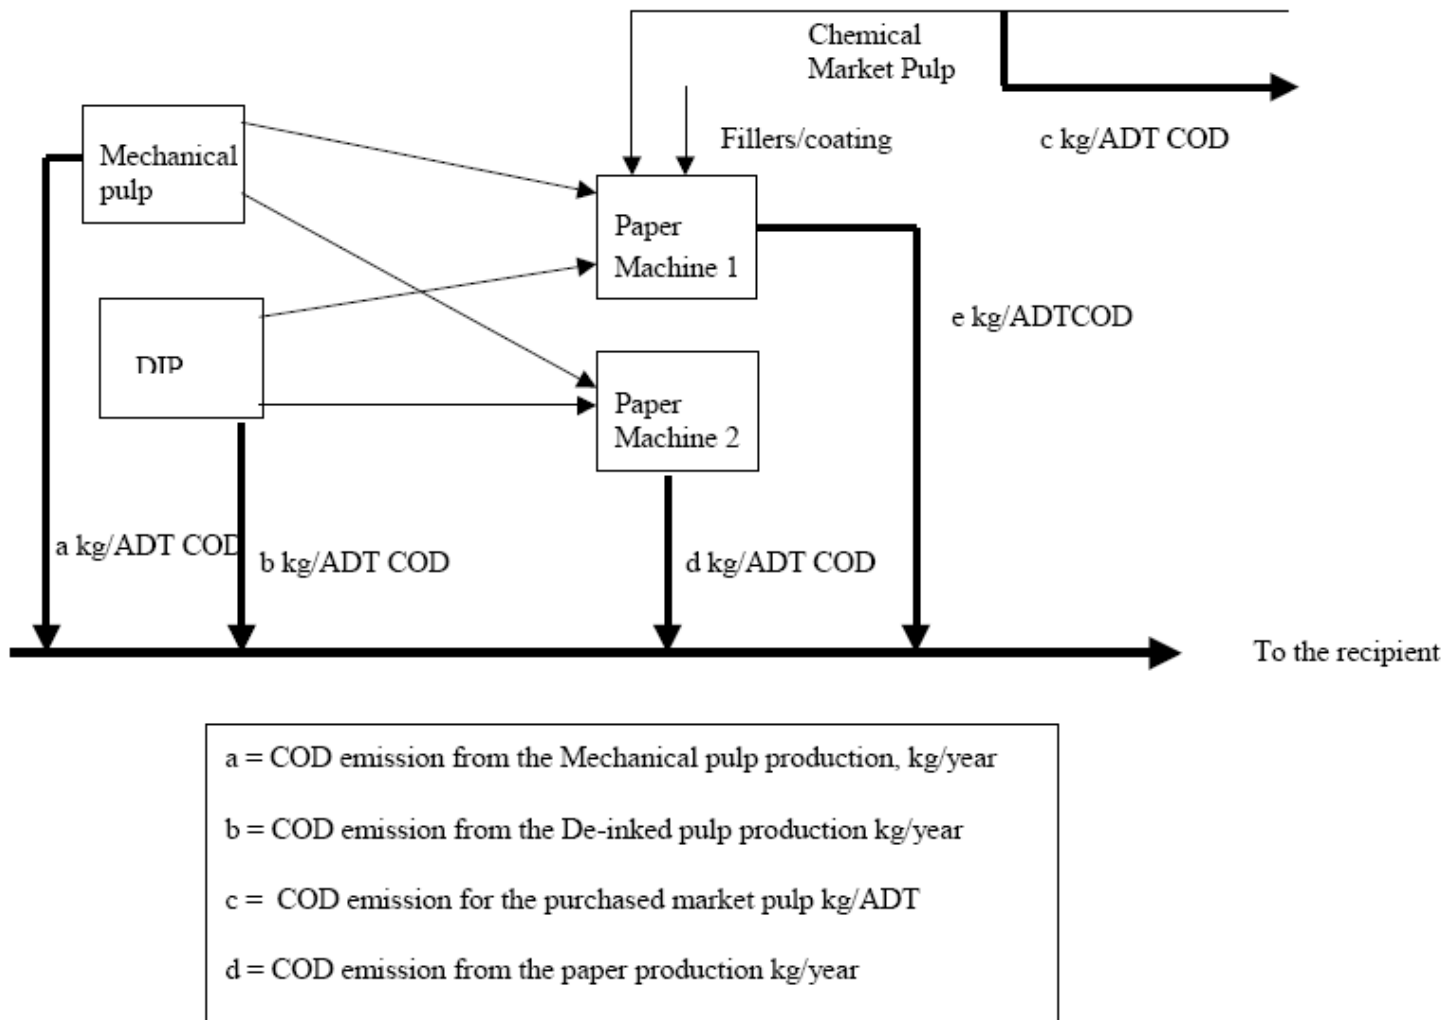 Chemical
Market Pulp
Mechanical
pulp
Fillers/coating
c kg/ADT COD
Paper
Machine 1
DIP
e kg/ADTCOD
Paper
Machine 2
a kg/ADT COD
b kg/ADT COD
d kg/ADT COD
To the recipient
a = COD emission from the Mechanical pulp production, kg/year
b = COD emission from the De-inked pulp production kg/year
c = COD emission for the purchased market pulp kg/ADT
d = COD emission from the paper production kg/year